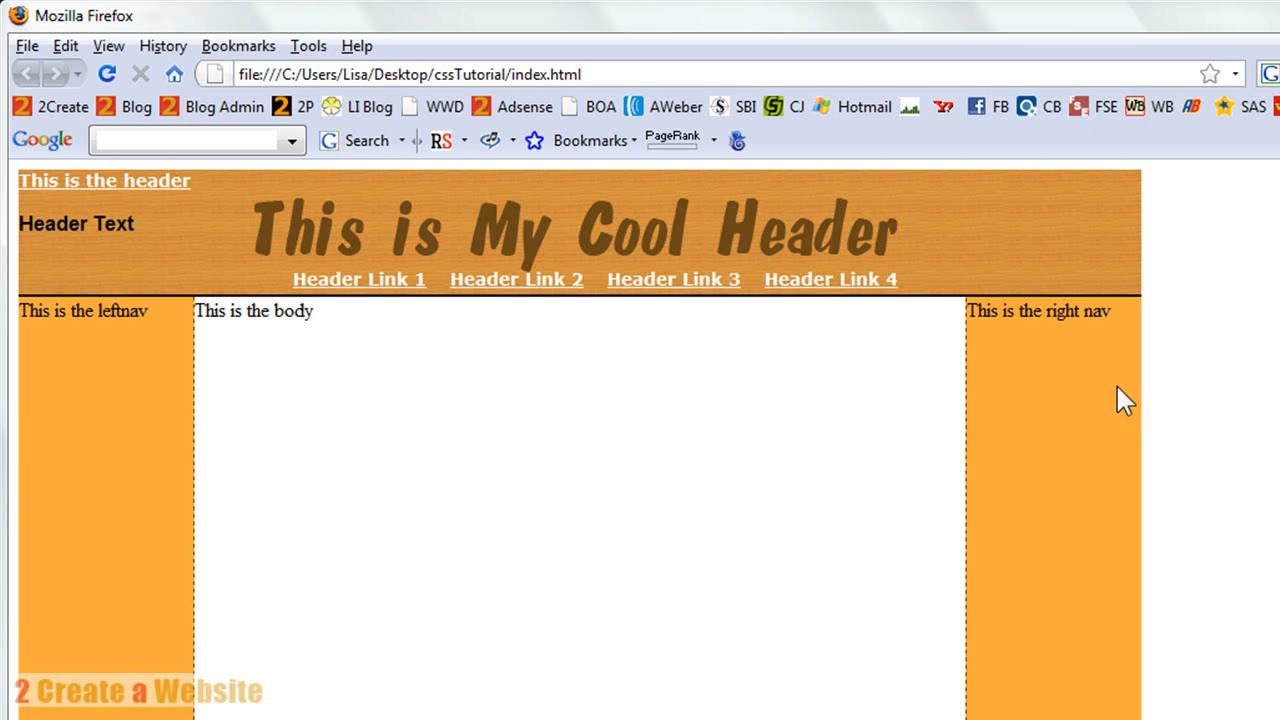 Mozilla Firefox
File Edit View History Bookmarks Tools Help
file:///C:/Users/Lisa/Desktop/cssTutorial/index.html G
2Create Blog Blog Admin 2P LI Blog WWD Adsense BOA AWeber SBI CJ Hotmail FB CB FSE WB WB AB SAS
Google G Search RS Bookmarks PageRank
This is the header
Header Text
This is My Cool Header
Header Link 1 Header Link 2 Header Link 3 Header Link 4
This is the leftnav This is the body This is the right nav
2 Create a Website